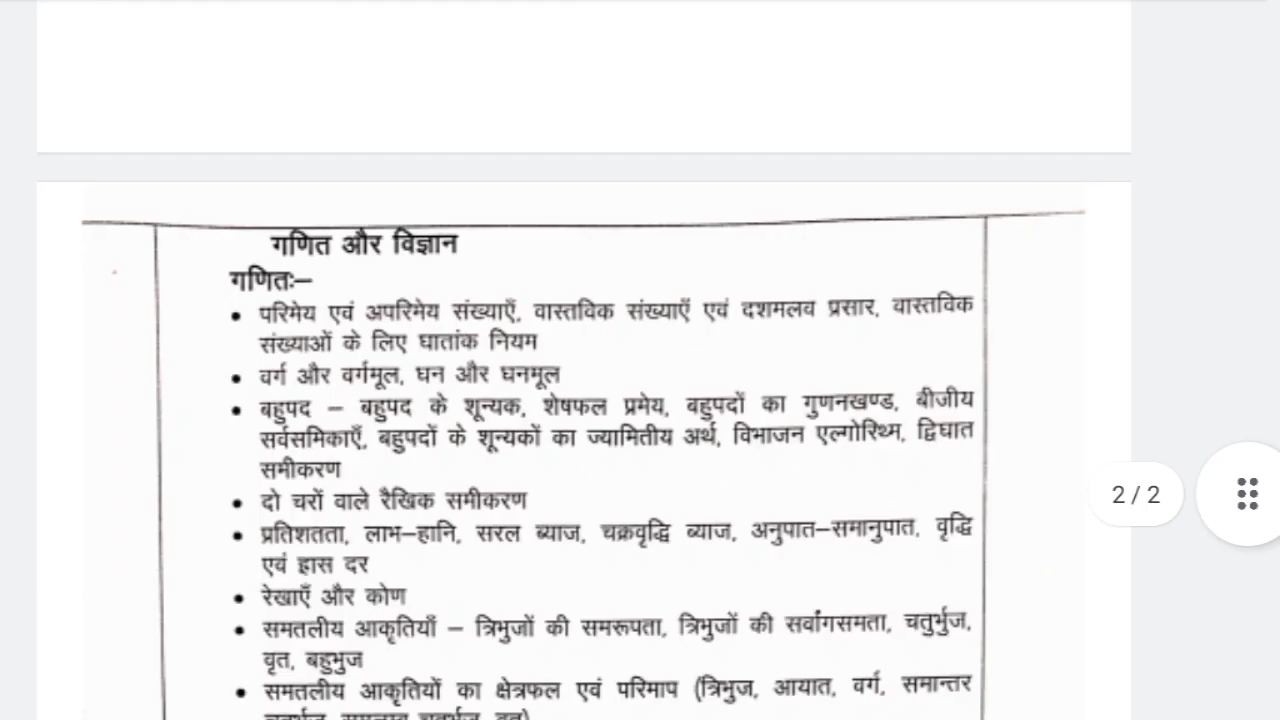 गणित और विज्ञान
गणितः–
• परिमेय एवं अपरिमेय संख्याएँ, वास्तविक संख्याएँ एवं दशमलव प्रसार, वास्तविक
संख्याओं के लिए घातांक नियम
• वर्ग और वर्गमूल, घन और घनमूल
• बहुपद – बहुपद के शून्यक, शेषफल प्रमेय, बहुपदों का गुणनखण्ड, बीजीय
सर्वसमिकाएँ, बहुपदों के शून्यकों का ज्यामितीय अर्थ, विभाजन एल्गोरिथ्म, द्विघात
समीकरण
• दो चरों वाले रैखिक समीकरण
• प्रतिशतता, लाभ–हानि, सरल ब्याज, चक्रवृद्धि ब्याज, अनुपात–समानुपात, वृद्धि
एवं ह्रास दर
• रेखाएँ और कोण
• समतलीय आकृतियाँ – त्रिभुजों की समरूपता, त्रिभुजों की सर्वांगसमता, चतुर्भुज,
वृत, बहुभुज
• समतलीय आकृतियों का क्षेत्रफल एवं परिमाप (त्रिभुज, आयात, वर्ग, समान्तर
2 / 2